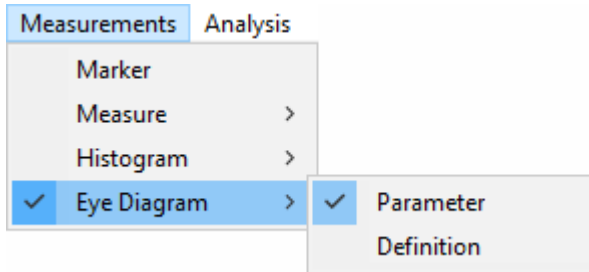 Measurements Analysis
Marker
Measure
Histogram
Eye Diagram
Parameter
Definition